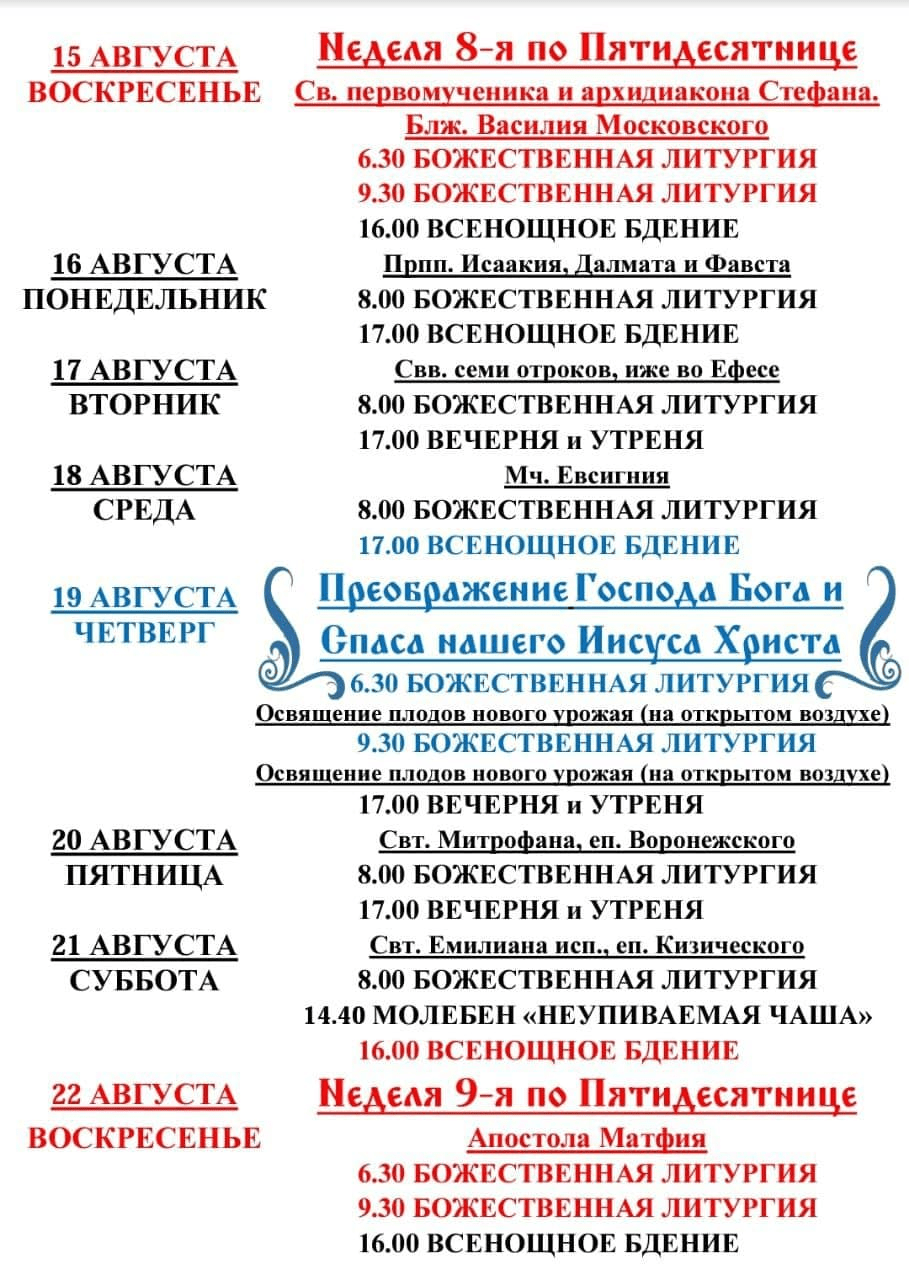 15 АВГУСТА
ВОСКРЕСЕНЬЕ
Неделя 8-я по Пятидесятнице
Св. первомученика и архидиакона Стефана.
Блж. Василия Московского
6.30 БОЖЕСТВЕННАЯ ЛИТУРГИЯ
9.30 БОЖЕСТВЕННАЯ ЛИТУРГИЯ
16.00 ВСЕНОЩНОЕ БДЕНИЕ
16 АВГУСТА
ПОНЕДЕЛЬНИК
Прпп. Исаакия, Далмата и Фавста
8.00 БОЖЕСТВЕННАЯ ЛИТУРГИЯ
17.00 ВСЕНОЩНОЕ БДЕНИЕ
17 АВГУСТА
ВТОРНИК
Свв. семи отроков, иже во Ефесе
8.00 БОЖЕСТВЕННАЯ ЛИТУРГИЯ
17.00 ВЕЧЕРНЯ и УТРЕНЯ
18 АВГУСТА
СРЕДА
Мч. Евсигния
8.00 БОЖЕСТВЕННАЯ ЛИТУРГИЯ
17.00 ВСЕНОЩНОЕ БДЕНИЕ
19 АВГУСТА
ЧЕТВЕРГ
Преображение Господа Бога и
Спаса нашего Иисуса Христа
6.30 БОЖЕСТВЕННАЯ ЛИТУРГИЯ
Освящение плодов нового урожая (на открытом воздухе)
9.30 БОЖЕСТВЕННАЯ ЛИТУРГИЯ
Освящение плодов нового урожая (на открытом воздухе)
17.00 ВЕЧЕРНЯ и УТРЕНЯ
20 АВГУСТА
ПЯТНИЦА
Свт. Митрофана, еп. Воронежского
8.00 БОЖЕСТВЕННАЯ ЛИТУРГИЯ
17.00 ВЕЧЕРНЯ и УТРЕНЯ
21 АВГУСТА
СУББОТА
Свт. Емилиана исп., еп. Кизического
8.00 БОЖЕСТВЕННАЯ ЛИТУРГИЯ
14.40 МОЛЕБЕН «НЕУПИВАЕМАЯ ЧАША»
16.00 ВСЕНОЩНОЕ БДЕНИЕ
22 АВГУСТА
ВОСКРЕСЕНЬЕ
Неделя 9-я по Пятидесятнице
Апостола Матфия
6.30 БОЖЕСТВЕННАЯ ЛИТУРГИЯ
9.30 БОЖЕСТВЕННАЯ ЛИТУРГИЯ
16.00 ВСЕНОЩНОЕ БДЕНИЕ